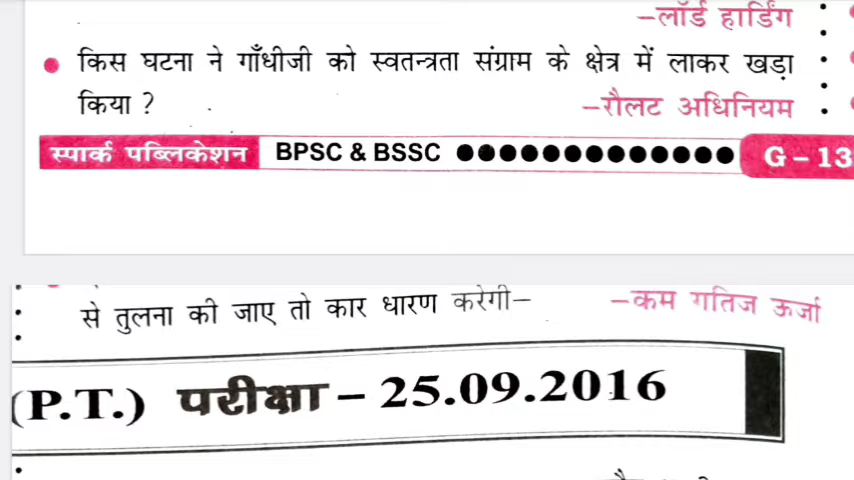 –लॉर्ड हार्डिंग
किस घटना ने गाँधीजी को स्वतन्त्रता संग्राम के क्षेत्र में लाकर खड़ा
किया ? –रौलट अधिनियम
स्पार्क पब्लिकेशन BPSC & BSSC G – 13
से तुलना की जाए तो कार धारण करेगी– –कम गतिज ऊर्जा
(P.T.) परीक्षा – 25.09.2016